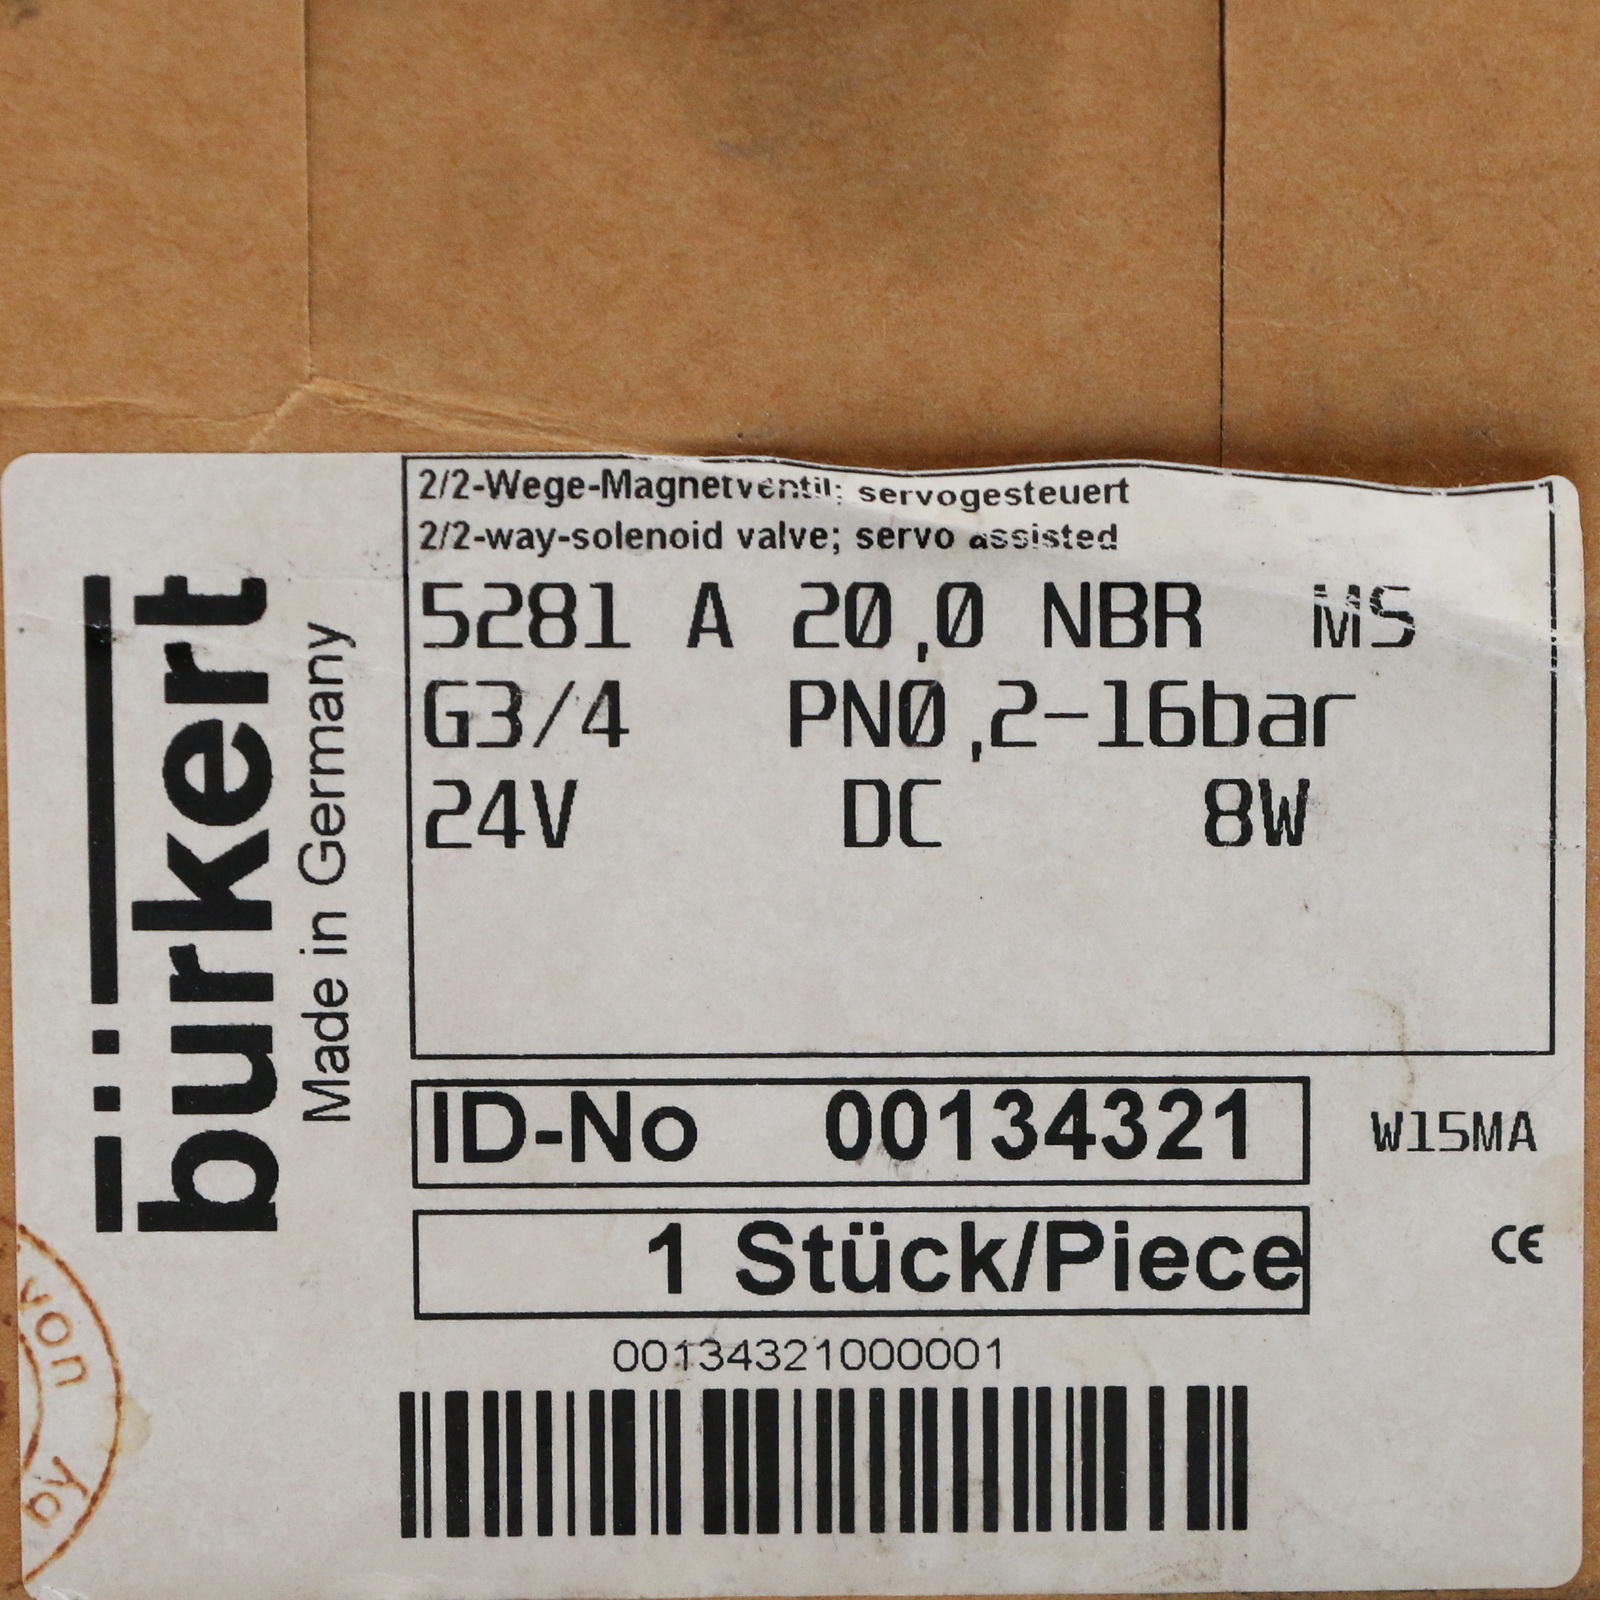 2/2-Wege-Magnetventil; servogesteuert
2/2-way-solenoid valve; servo assisted
5281 A 20,0 NBR MS
G3/4 PN0,2-16bar
24V DC 8W
bürkert
Made in Germany
ID-No 00134321
W15MA
1 Stück/Piece
CE
00134321000001
von
by